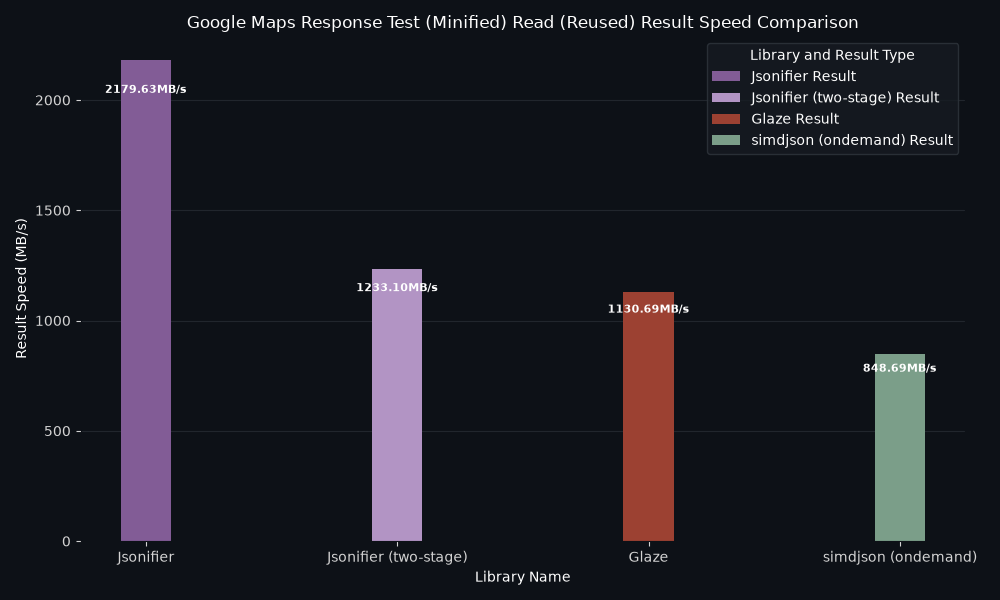 Google Maps Response Test (Minified) Read (Reused) Result Speed Comparison
Library and Result Type
Jsonifier Result
Jsonifier (two-stage) Result
Glaze Result
simdjson (ondemand) Result
Result Speed (MB/s)
2000
1500
1000
500
0
2179.63MB/s
1233.10MB/s
1130.69MB/s
848.69MB/s
Jsonifier
Jsonifier (two-stage)
Glaze
simdjson (ondemand)
Library Name